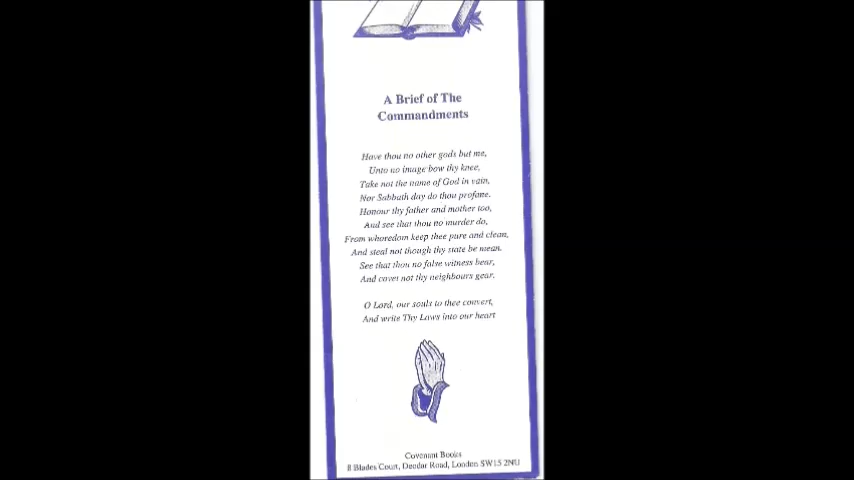 A Brief of The
Commandments
Have thou no other gods but me,
Unto no image bow thy knee,
Take not the name of God in vain,
Nor Sabbath day do thou profane.
Honour thy father and mother too,
And see that thou no murder do,
From whoredom keep thee pure and clean,
And steal not though thy state be mean.
See that thou no false witness bear,
And covet not thy neighbours gear.
O Lord, our souls to thee convert,
And write Thy Laws into our heart
Covenant Books
8 Blades Court, Deodar Road, London SW15 2NU